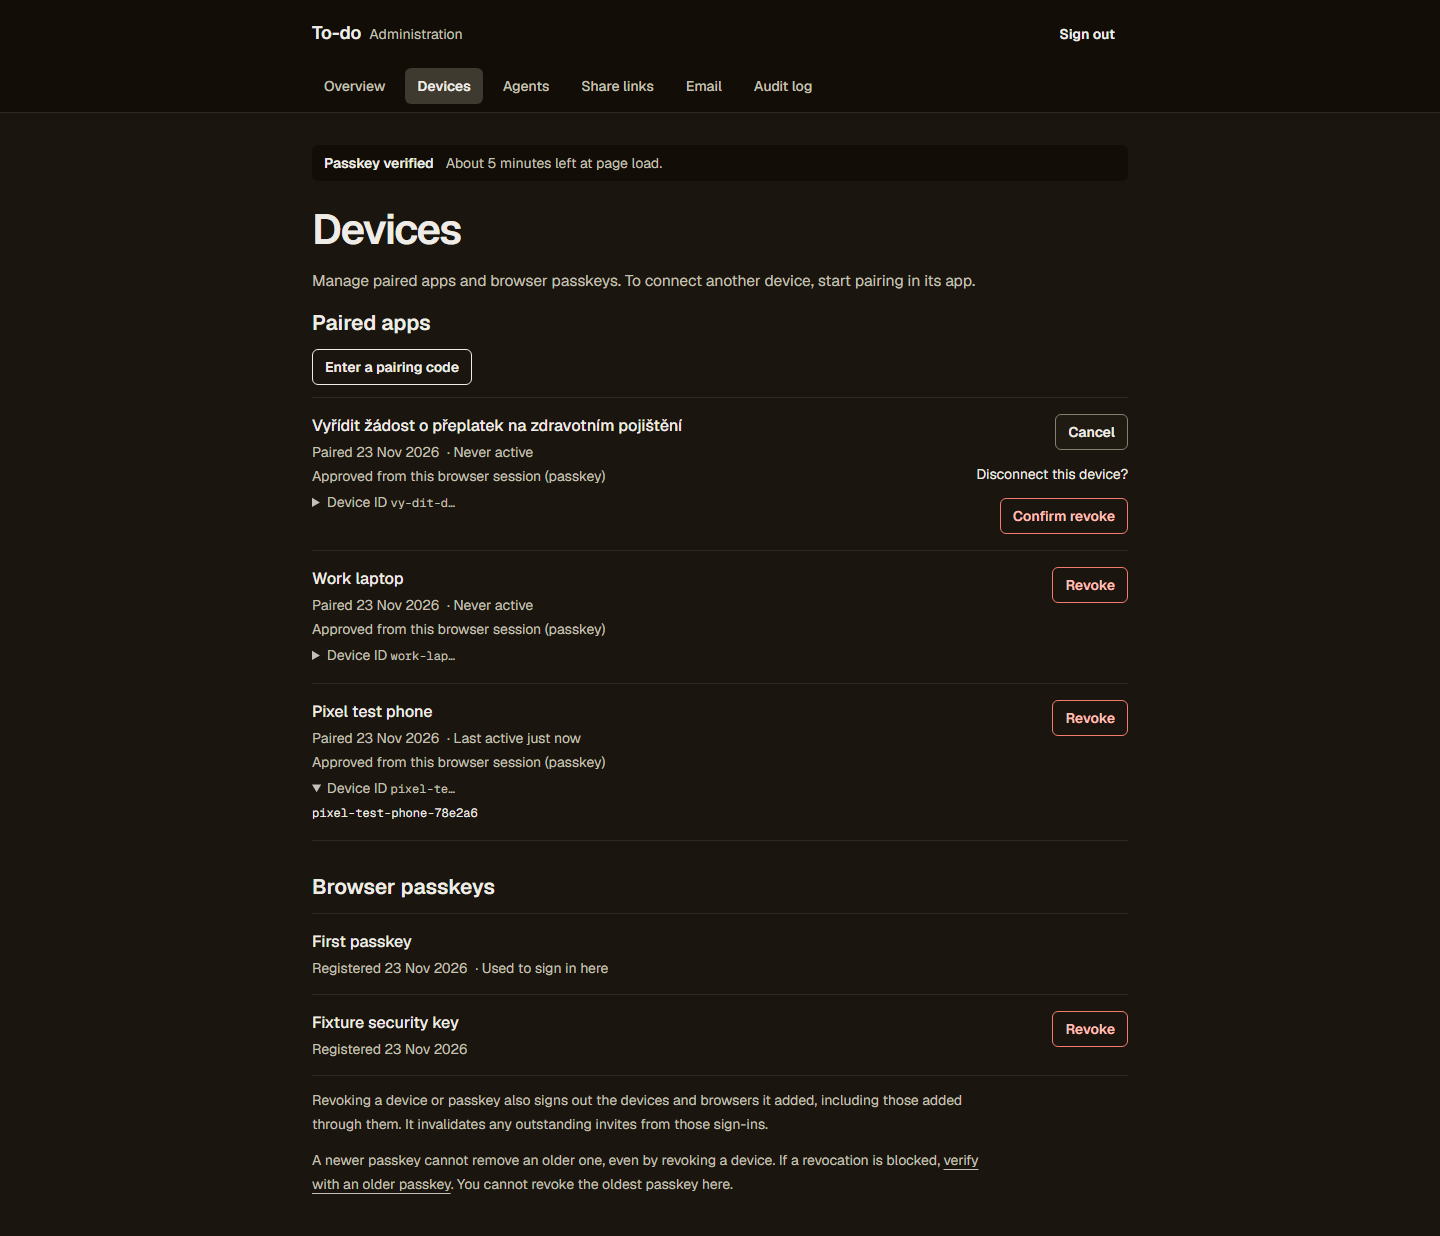 To-do Administration
Sign out
Overview
Devices
Agents
Share links
Email
Audit log
Passkey verified About 5 minutes left at page load.
Devices
Manage paired apps and browser passkeys. To connect another device, start pairing in its app.
Paired apps
Enter a pairing code
Vyřídit žádost o přeplatek na zdravotním pojištění
Cancel
Paired 23 Nov 2026 · Never active
Approved from this browser session (passkey)
Disconnect this device?
Device ID vy-dit-d…
Confirm revoke
Work laptop
Revoke
Paired 23 Nov 2026 · Never active
Approved from this browser session (passkey)
Device ID work-lap…
Pixel test phone
Revoke
Paired 23 Nov 2026 · Last active just now
Approved from this browser session (passkey)
Device ID pixel-te…
pixel-test-phone-78e2a6
Browser passkeys
First passkey
Registered 23 Nov 2026 · Used to sign in here
Fixture security key
Revoke
Registered 23 Nov 2026
Revoking a device or passkey also signs out the devices and browsers it added, including those added
through them. It invalidates any outstanding invites from those sign-ins.
A newer passkey cannot remove an older one, even by revoking a device. If a revocation is blocked, verify
with an older passkey. You cannot revoke the oldest passkey here.